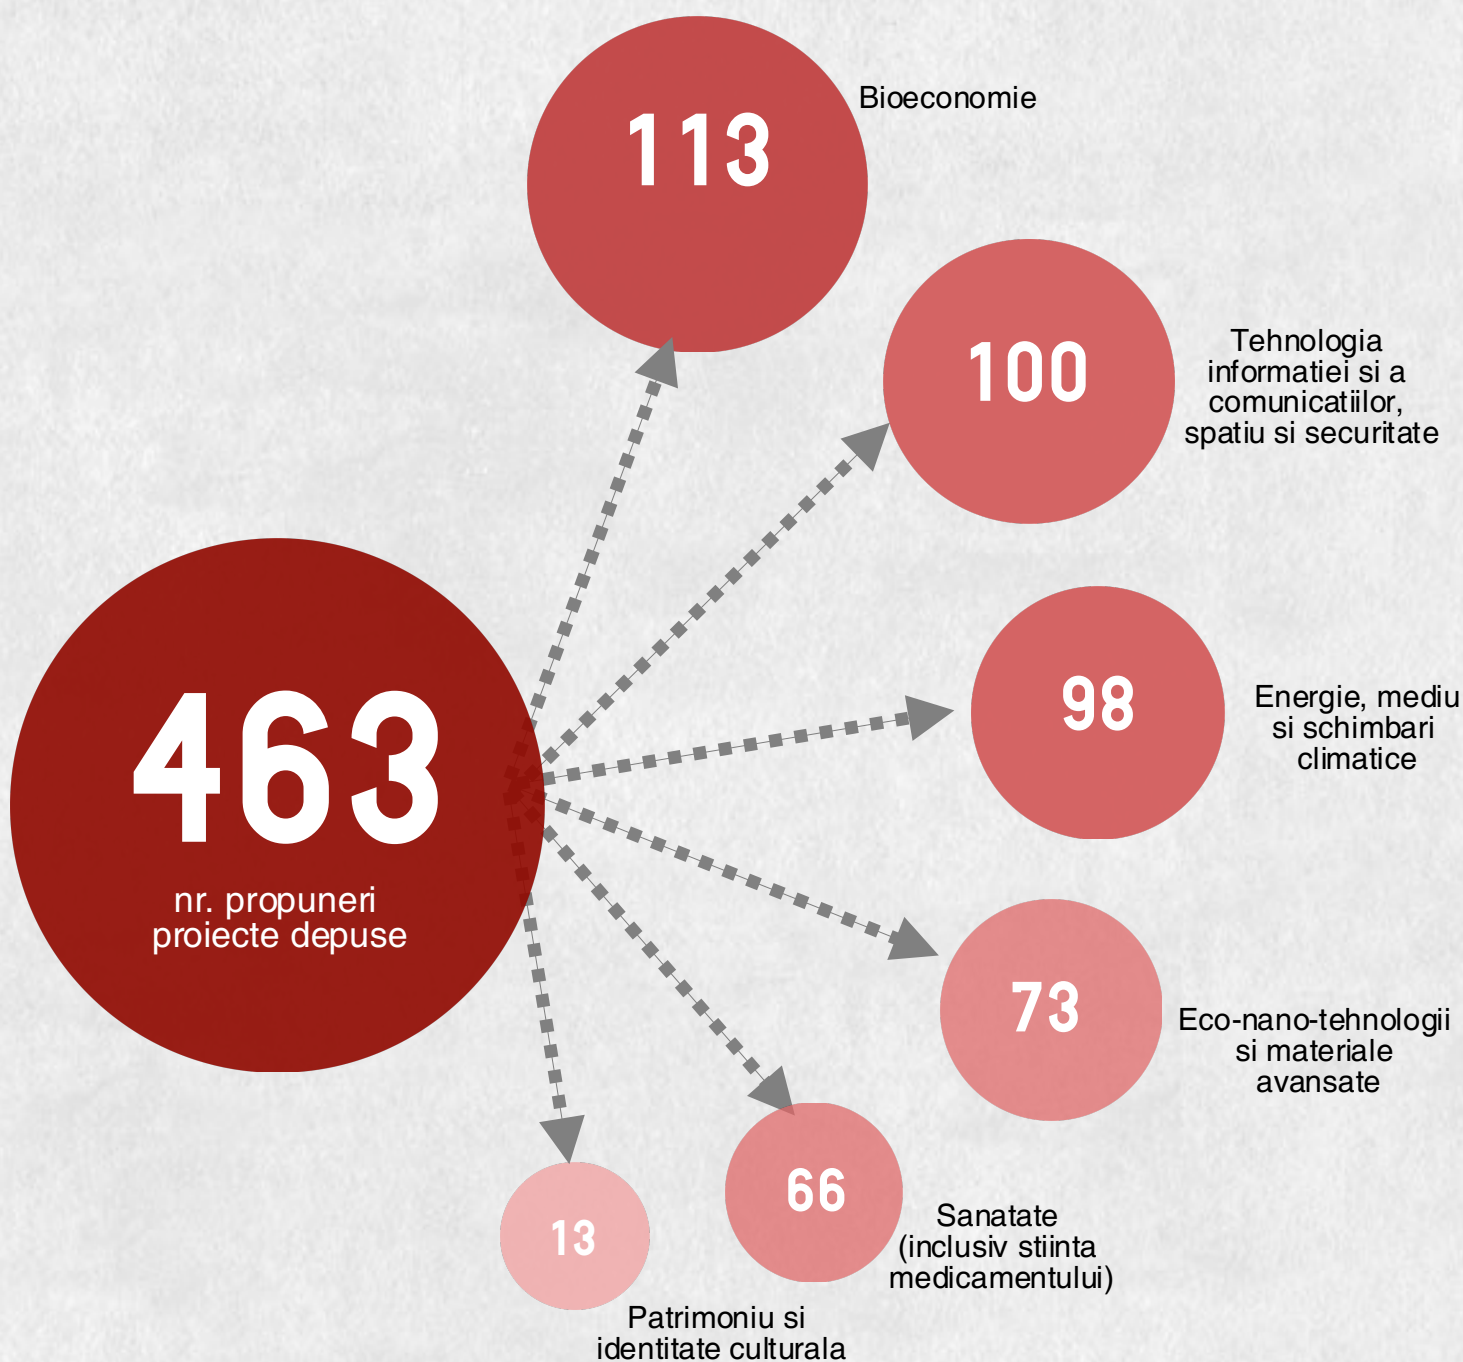 113
Bioeconomie
100
Tehnologia
informatiei si a
comunicatiilor,
spatiu si securitate
463
nr. propuneri
proiecte depuse
98
Energie, mediu
si schimbari
climatice
73
Eco-nano-tehnologii
si materiale
avansate
66
Sanatate
(inclusiv stiinta
medicamentului)
13
Patrimoniu si
identitate culturala